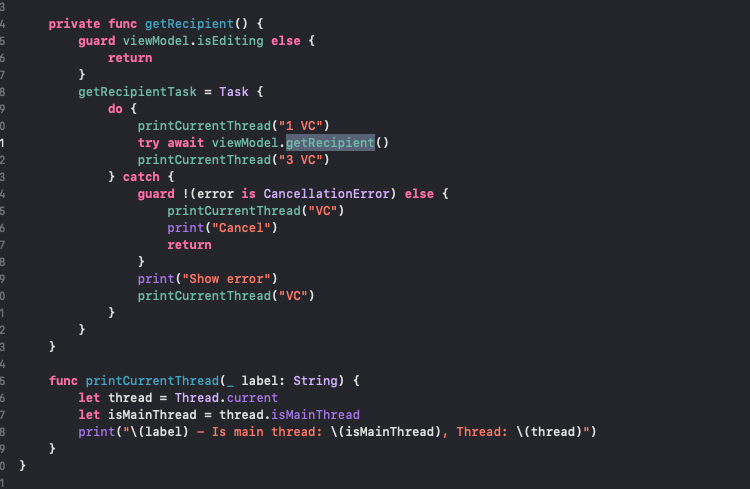 3
4 private func getRecipient() {
5 guard viewModel.isEditing else {
6 return
7 }
8 getRecipientTask = Task {
9 do {
0 printCurrentThread("1 VC")
1 try await viewModel.getRecipient()
2 printCurrentThread("3 VC")
3 } catch {
4 guard !(error is CancellationError) else {
5 printCurrentThread("VC")
6 print("Cancel")
7 return
8 }
9 print("Show error")
0 printCurrentThread("VC")
1 }
2 }
3 }
4
5 func printCurrentThread(_ label: String) {
6 let thread = Thread.current
7 let isMainThread = thread.isMainThread
8 print("\(label) - Is main thread: \(isMainThread), Thread: \(thread)")
9 }
0 }
1